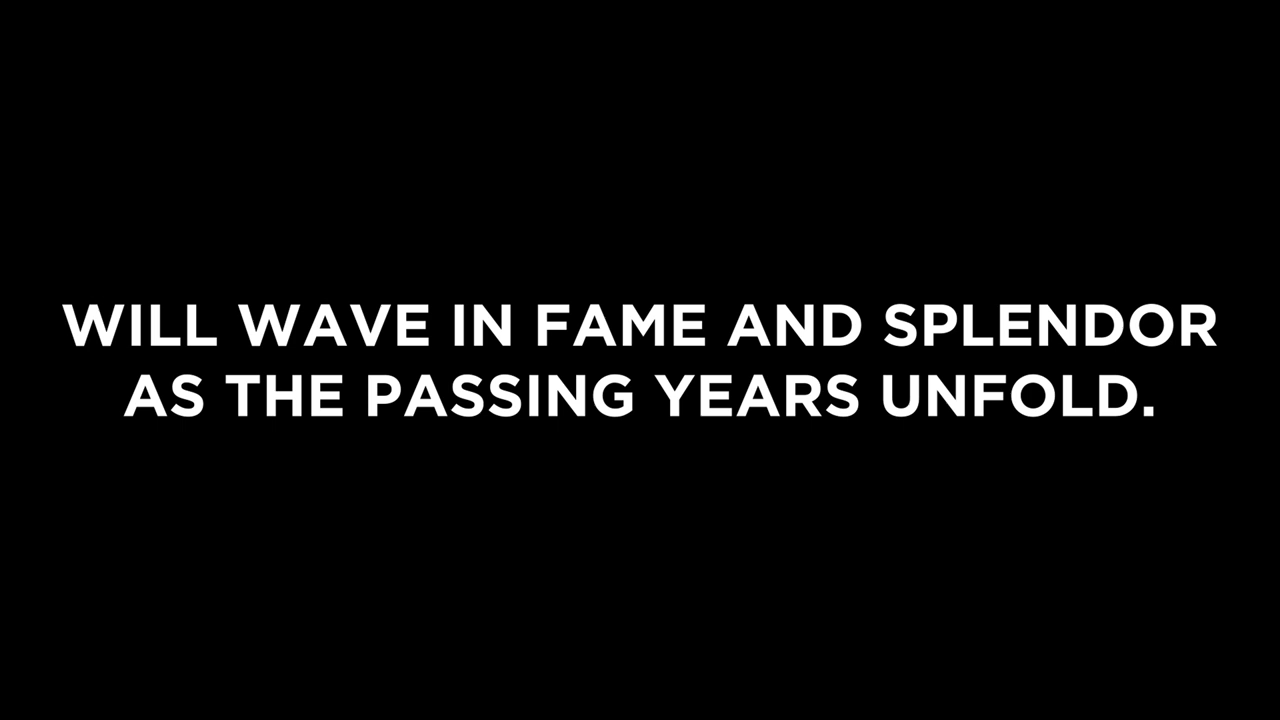 WILL WAVE IN FAME AND SPLENDOR
AS THE PASSING YEARS UNFOLD.